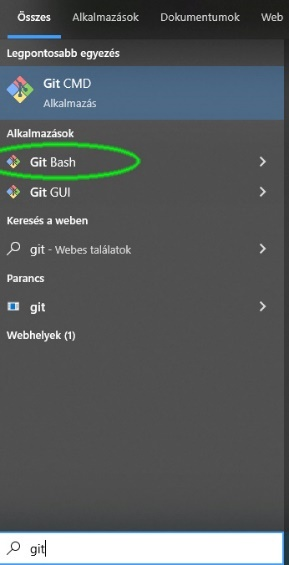 Összes Alkalmazások Dokumentumok Web
Legpontosabb egyezés
Git CMD
Alkalmazás
Alkalmazások
Git Bash
Git GUI
Keresés a weben
git - Webes találatok
Parancs
git
Webhelyek (1)
git